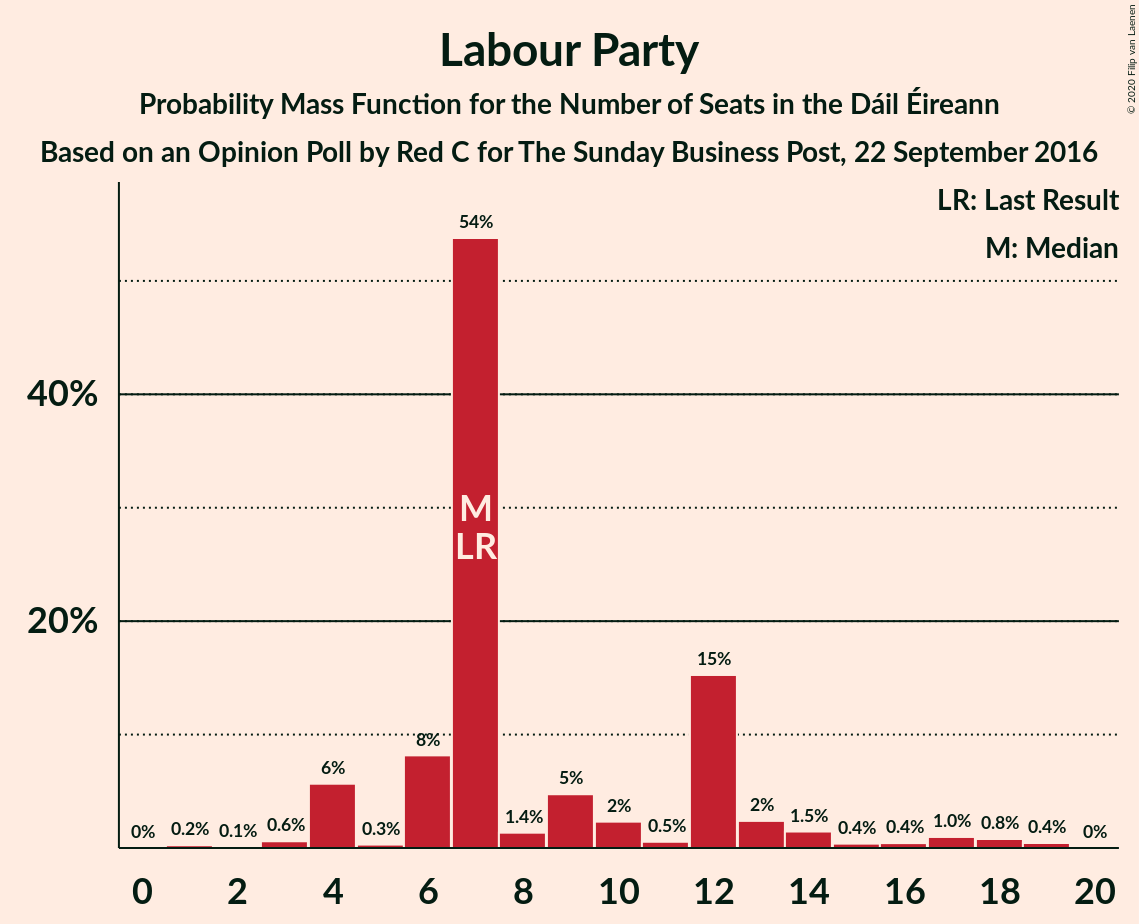 Labour Party
Probability Mass Function for the Number of Seats in the Dáil Éireann
Based on an Opinion Poll by Red C for The Sunday Business Post, 22 September 2016
© 2020 Filip van Laenen
LR: Last Result
M: Median
40%
20%
0%
0.2%
0.1%
0.6%
6%
0.3%
8%
54%
M
LR
1.4%
5%
2%
0.5%
15%
2%
1.5%
0.4%
0.4%
1.0%
0.8%
0.4%
0%
0 2 4 6 8 10 12 14 16 18 20